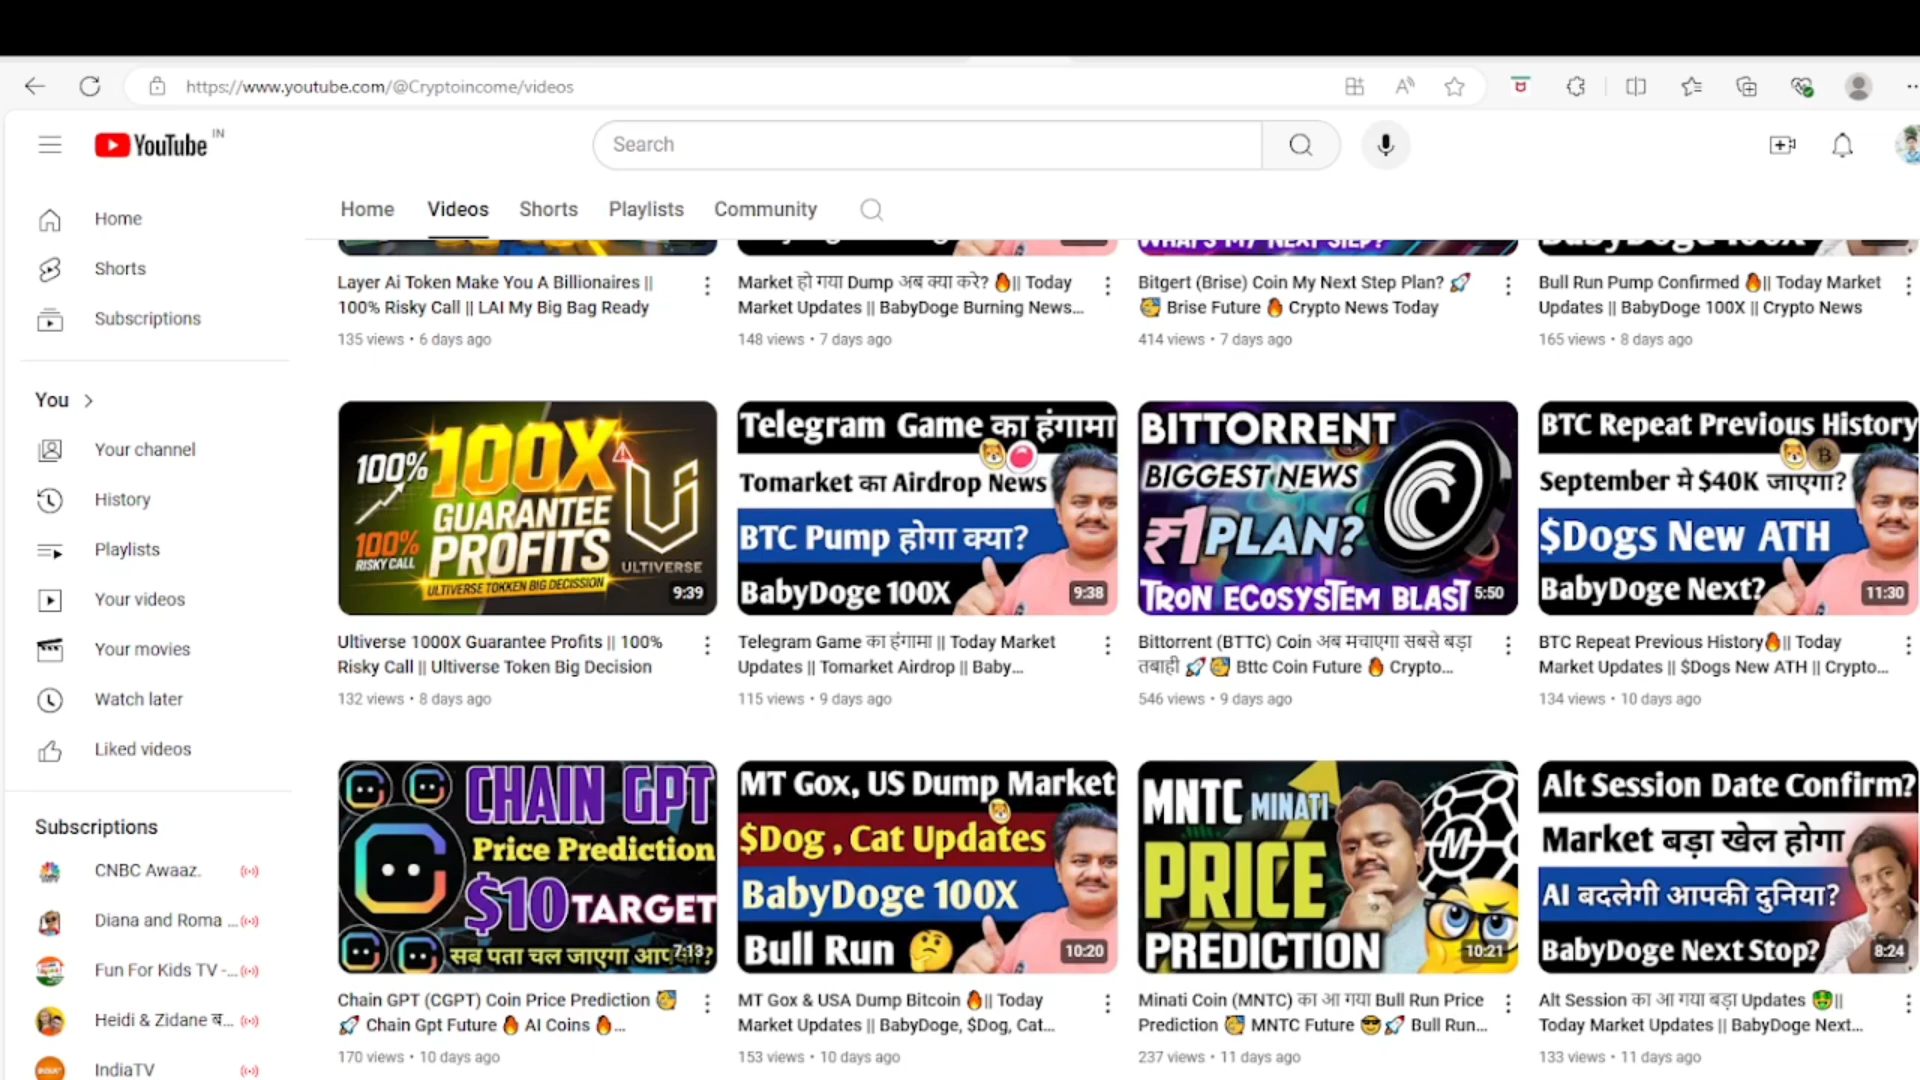 https://www.youtube.com/@Cryptoincome/videos
YouTube IN
Search
Home Videos Shorts Playlists Community
Home
Shorts
Subscriptions
You
Your channel
History
Playlists
Your videos
Your movies
Watch later
Liked videos
Subscriptions
CNBC Awaaz.
Diana and Roma ...
Fun For Kids TV -...
Heidi & Zidane ब...
IndiaTV
WHAT'S MY NEXT STEP?
BabyDoge 100X
Layer Ai Token Make You A Billionaires ||
100% Risky Call || LAI My Big Bag Ready
135 views • 6 days ago
Market हो गया Dump अब क्या करे? 🔥|| Today
Market Updates || BabyDoge Burning News...
148 views • 7 days ago
Bitgert (Brise) Coin My Next Step Plan? 🚀
🥳 Brise Future 🔥 Crypto News Today
414 views • 7 days ago
Bull Run Pump Confirmed 🔥|| Today Market
Updates || BabyDoge 100X || Crypto News
165 views • 8 days ago
100% 100X
GUARANTEE
100% PROFITS
RISKY CALL
ULTIVERSE
ULTIVERSE TOKKEN BIG DECISSION
9:39
Ultiverse 1000X Guarantee Profits || 100%
Risky Call || Ultiverse Token Big Decision
132 views • 8 days ago
Telegram Game का हंगामा
Tomarket का Airdrop News
BTC Pump होगा क्या?
BabyDoge 100X
9:38
Telegram Game का हंगामा || Today Market
Updates || Tomarket Airdrop || Baby...
115 views • 9 days ago
BITTORRENT
BIGGEST NEWS
₹1 PLAN?
TRON ECOSYSTEM BLAST
5:50
Bittorrent (BTTC) Coin अब मचाएगा सबसे बड़ा
तबाही 🚀 🥳 Bttc Coin Future 🔥 Crypto...
546 views • 9 days ago
BTC Repeat Previous History
September मे $40K जाएगा?
$Dogs New ATH
BabyDoge Next?
11:30
BTC Repeat Previous History🔥|| Today
Market Updates || $Dogs New ATH || Crypto...
134 views • 10 days ago
CHAIN GPT
Price Prediction
$10 TARGET
सब पता चल जाएगा
7:13
Chain GPT (CGPT) Coin Price Prediction 🥳
🚀 Chain Gpt Future 🔥 AI Coins 🔥...
170 views • 10 days ago
MT Gox, US Dump Market
$Dog , Cat Updates
BabyDoge 100X
Bull Run 🤔
10:20
MT Gox & USA Dump Bitcoin 🔥|| Today
Market Updates || BabyDoge, $Dog, Cat...
153 views • 10 days ago
MNTC MINATI
PRICE
PREDICTION
10:21
Minati Coin (MNTC) का आ गया Bull Run Price
Prediction 🥳 MNTC Future 😎🚀 Bull Run...
237 views • 11 days ago
Alt Session Date Confirm?
Market बड़ा खेल होगा
AI बदलेगी आपकी दुनिया?
BabyDoge Next Stop?
8:24
Alt Session का आ गया बड़ा Updates 🤑||
Today Market Updates || BabyDoge Next...
133 views • 11 days ago